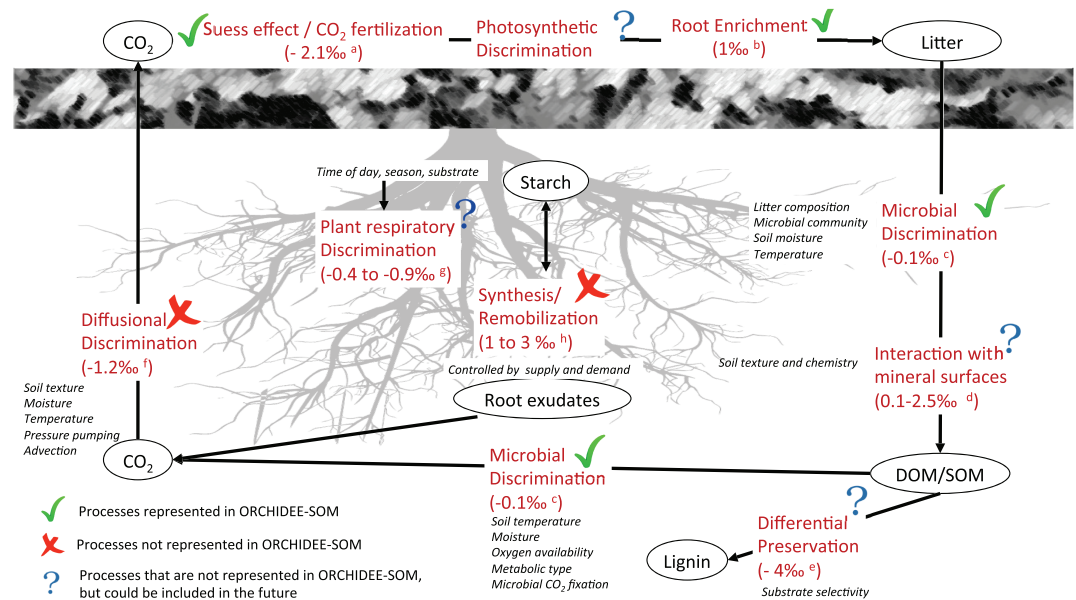 CO2
Suess effect / CO2 fertilization
(- 2.1‰ a)
Photosynthetic
Discrimination
?
Root Enrichment
(1‰ b)
Litter
Time of day, season, substrate
Starch
Plant respiratory
Discrimination
(-0.4 to -0.9‰ g)
?
Litter composition
Microbial community
Soil moisture
Temperature
Microbial
Discrimination
(-0.1‰ c)
Synthesis/
Remobilization
(1 to 3 ‰ h)
Controlled by supply and demand
Diffusional
Discrimination
(-1.2‰ f)
Soil texture
Moisture
Temperature
Pressure pumping
Advection
Soil texture and chemistry
Interaction with
mineral surfaces
(0.1-2.5‰ d)
?
Root exudates
CO2
Microbial
Discrimination
(-0.1‰ c)
Soil temperature
Moisture
Oxygen availability
Metabolic type
Microbial CO2 fixation
DOM/SOM
?
Differential
Preservation
(- 4‰ e)
Substrate selectivity
Lignin
Processes represented in ORCHIDEE-SOM
Processes not represented in ORCHIDEE-SOM
? Processes that are not represented in ORCHIDEE-SOM,
but could be included in the future